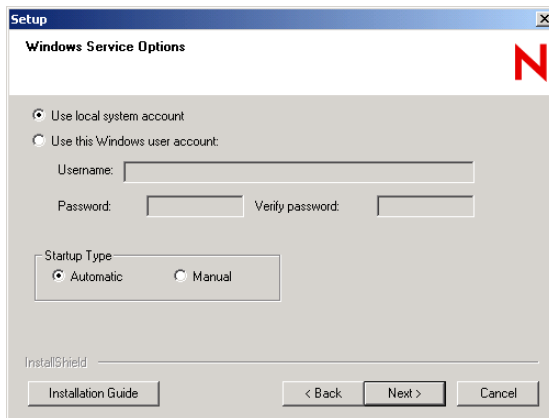 Setup
Windows Service Options
N
Use local system account
Use this Windows user account:
Username:
Password: Verify password:
Startup Type
Automatic Manual
InstallShield
Installation Guide < Back Next > Cancel